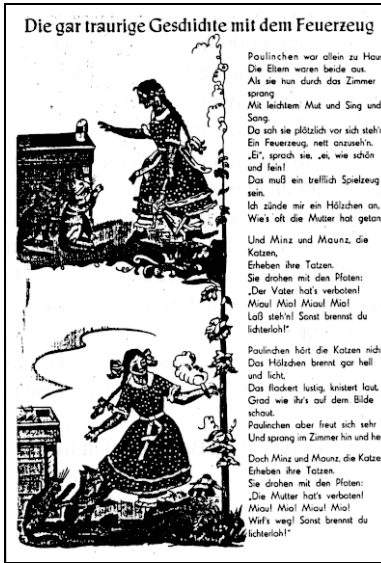 Die gar traurige Geschichte mit dem Feuerzeug
Paulinchen war allein zu Haus
Die Eltern waren beide aus.
Als sie nun durch das Zimmer
sprang
Mit leichtem Mut und Sing und
Sang.
Da sah sie plötzlich vor sich steh'n
Ein Feuerzeug, nett anzuseh'n.
„Ei", sprach sie, „ei, wie schön
und fein!
Das muß ein trefflich Spielzeug
sein.
Ich zünde mir ein Hölzchen an,
Wie's oft die Mutter hat getan
Und Minz und Maunz, die
Katzen,
Erheben ihre Tatzen.
Sie drohen mit den Pfoten:
„Der Vater hat's verboten!
Miau! Mio! Miau! Mio!
Laß steh'n! Sonst brennst du
lichterloh!"
Paulinchen hört die Katzen nich
Das Hölzchen brennt gar hell
und licht,
Das flackert lustig, knistert laut,
Grad wie ihr's auf dem Bilde
schaut.
Paulinchen aber freut sich sehr
Und sprang im Zimmer hin und he
Doch Minz und Maunz, die Katze
Erheben ihre Tatzen.
Sie drohen mit den Pfoten:
„Die Mutter hat's verboten!
Miau! Mio! Miau! Mio!
Wirf's weg! Sonst brennst du
lichterloh!"